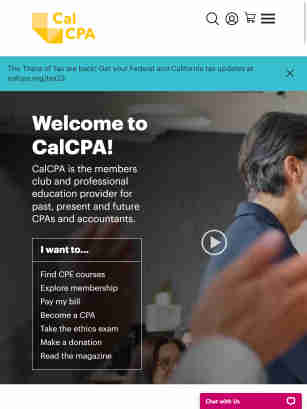 Cal
CPA
The Titans of Tax are back! Get your Federal and California tax updates at
calcpa.org/tax23
Welcome to
CalCPA!
CalCPA is the members
club and professional
education provider for
past, present and future
CPAs and accountants.
I want to...
Find CPE courses
Explore membership
Pay my bill
Become a CPA
Take the ethics exam
Make a donation
Read the magazine
Chat with Us